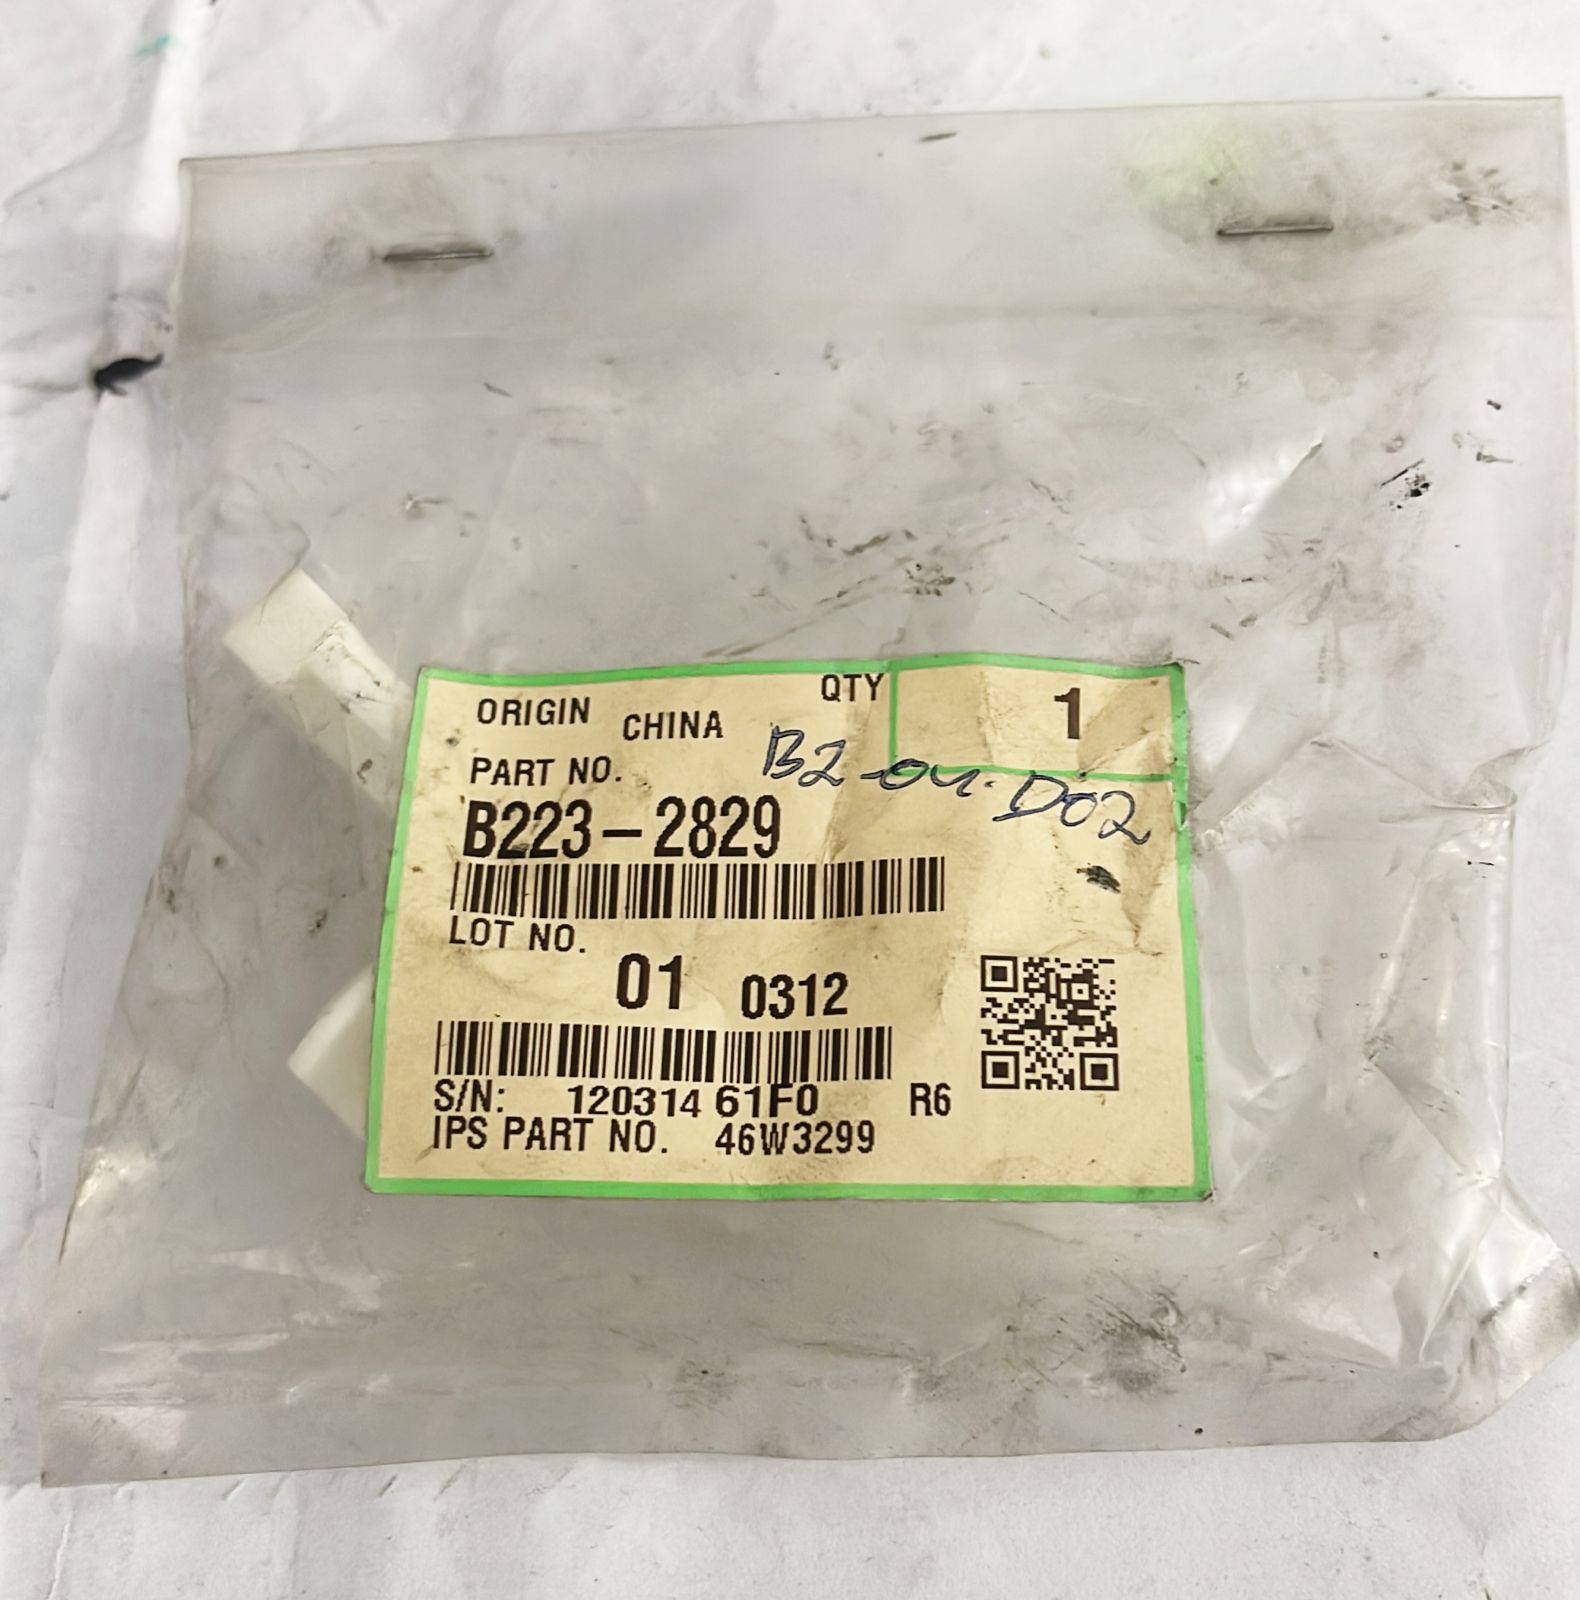 ORIGIN CHINA QTY 1
PART NO. B2-04-D02
B223-2829
LOT NO.
01 0312
S/N: 120314 61F0 R6
IPS PART NO. 46W3299